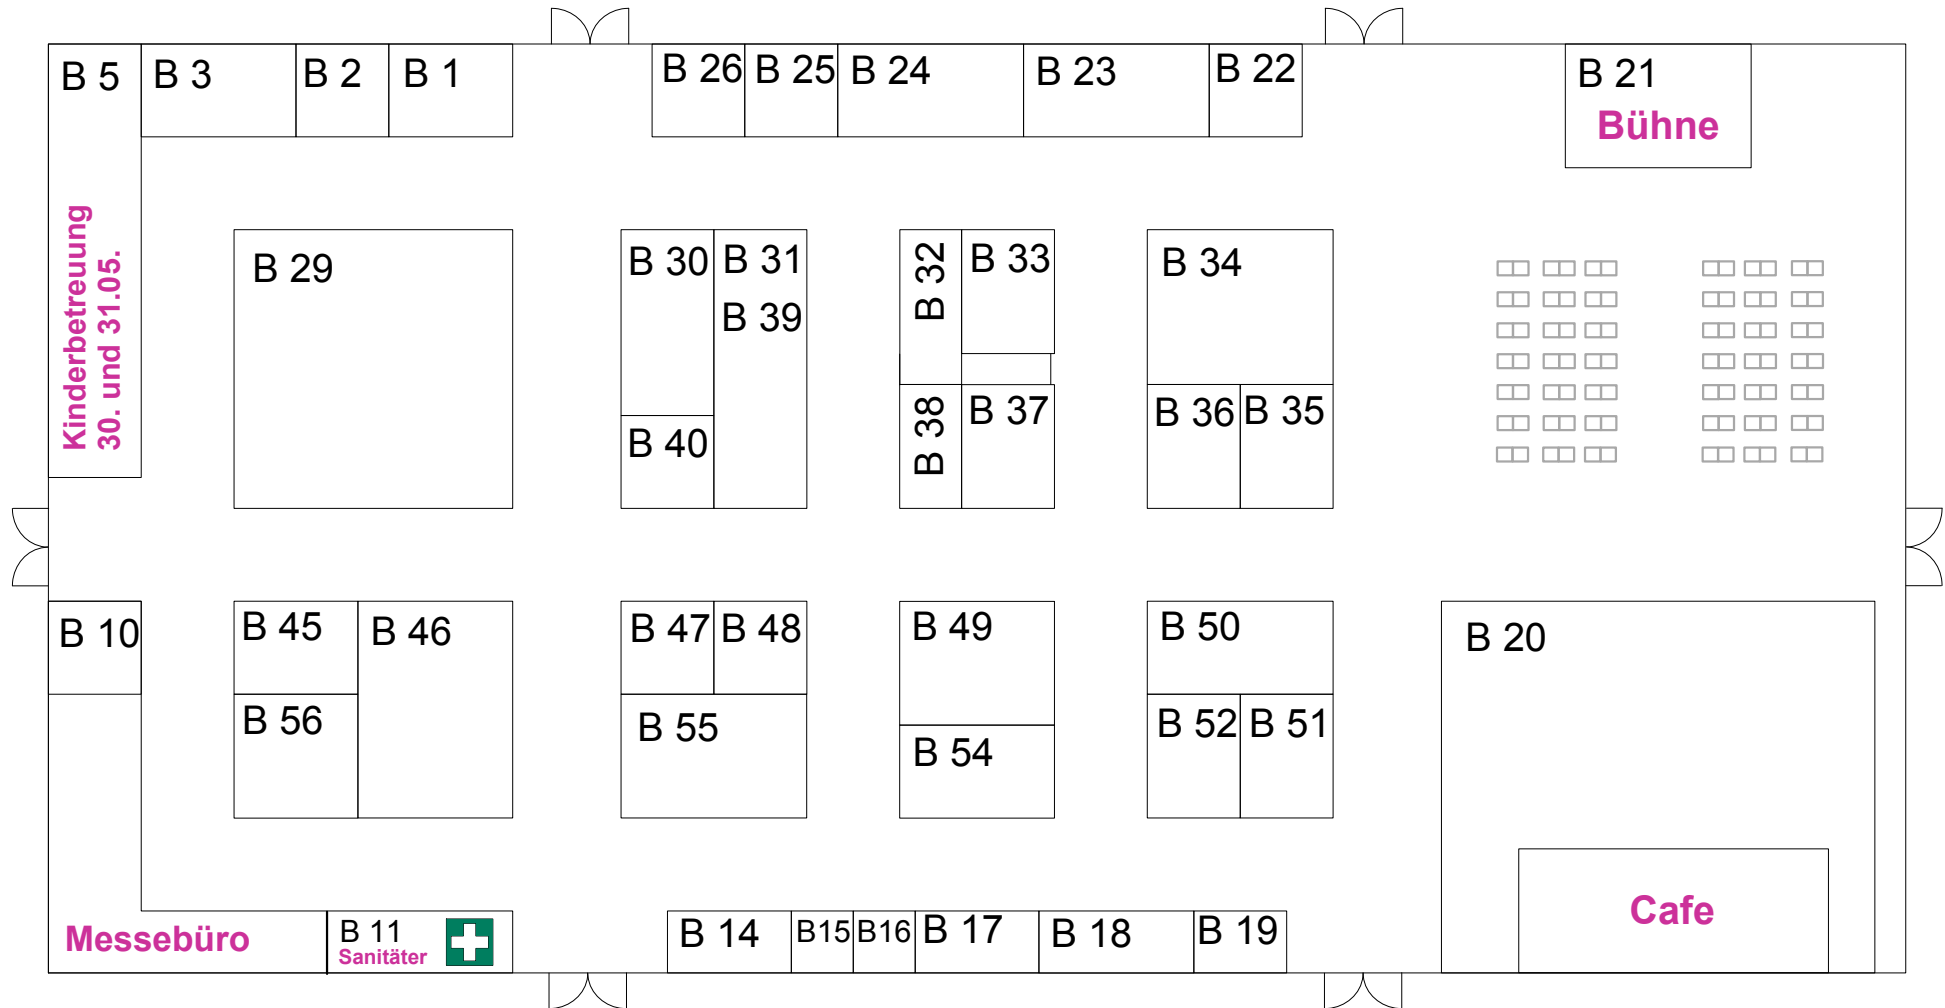 B 5
B 3
B 2
B 1
B 26
B 25
B 24
B 23
B 22
B 21
Bühne
Kinderbetreuung
30. und 31.05.
B 29
B 30
B 31
B 39
B 40
B 32
B 33
B 38
B 37
B 34
B 36
B 35
B 10
B 45
B 46
B 56
B 47
B 48
B 55
B 49
B 54
B 50
B 52
B 51
B 20
Cafe
Messebüro
B 11
Sanitäter
B 14
B15
B16
B 17
B 18
B 19